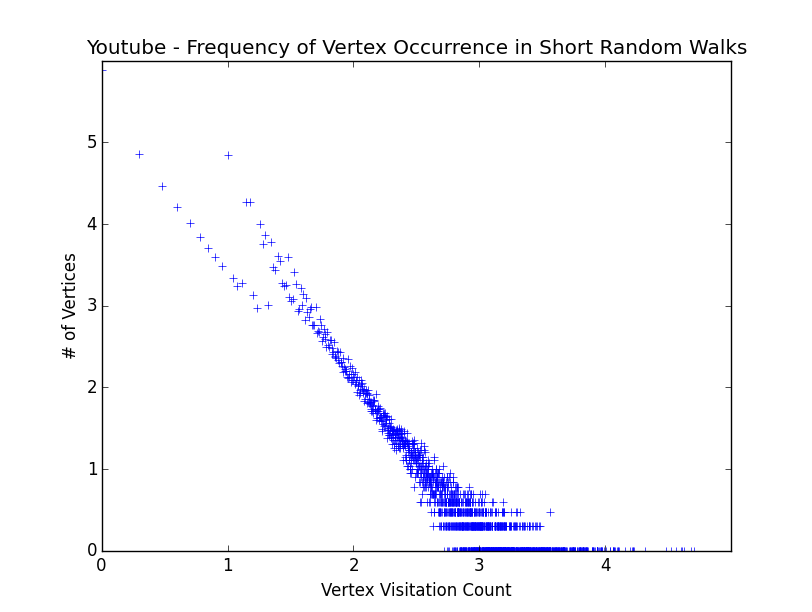 Youtube - Frequency of Vertex Occurrence in Short Random Walks
5
4
3
2
1
0
# of Vertices
0 1 2 3 4
Vertex Visitation Count